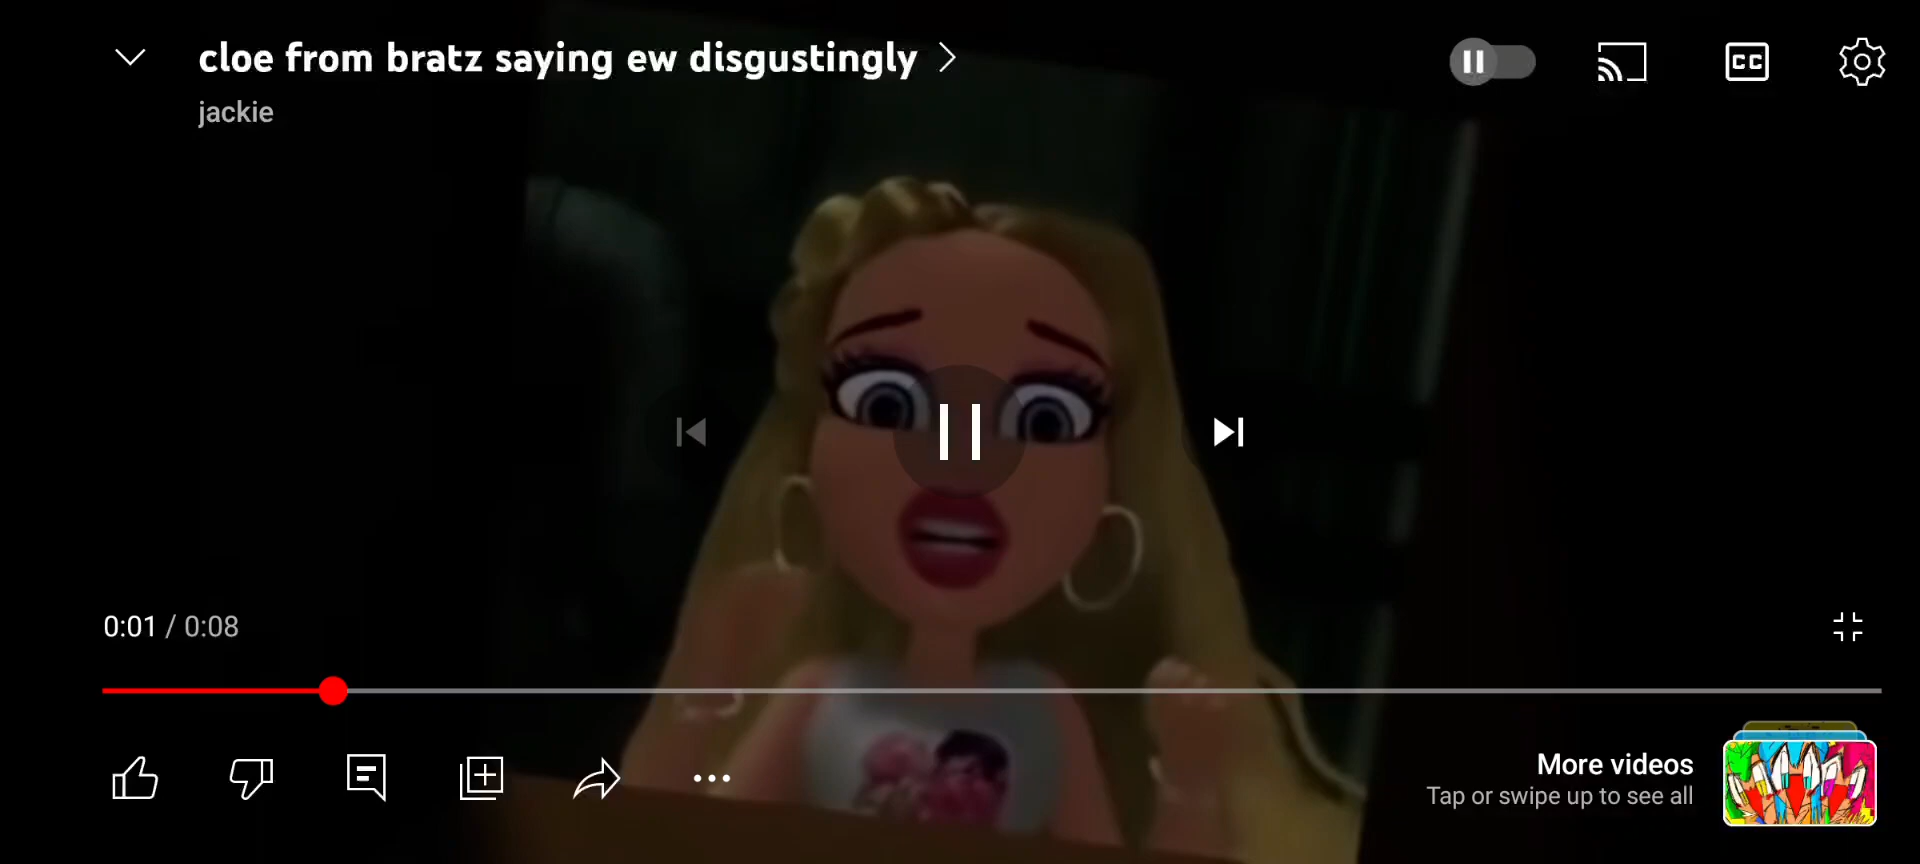 cloe from bratz saying ew disgustingly
jackie
CC
0:01 / 0:08
More videos
Tap or swipe up to see all